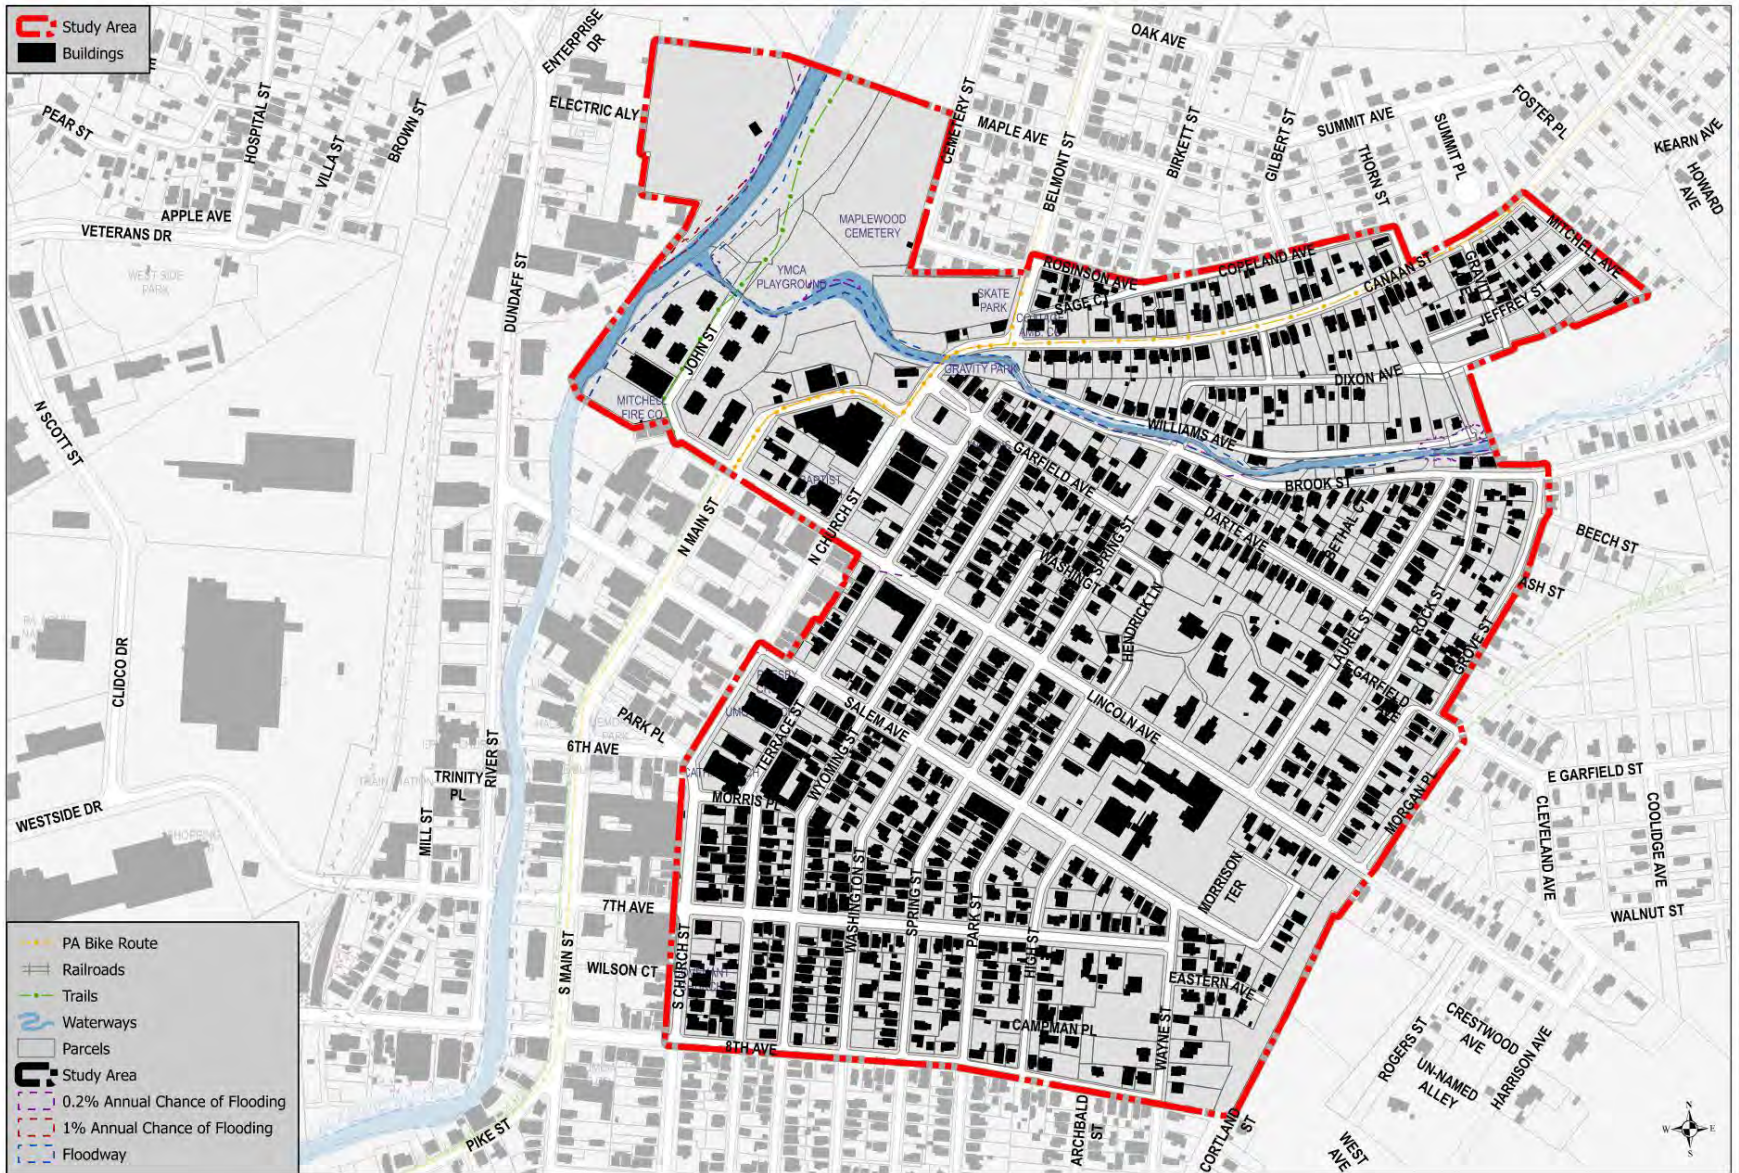 Study Area
Buildings
ENTERPRISE
DR
OAK AVE
ELECTRIC ALY
PEAR ST
HOSPITAL ST
VILLA ST
BROWN ST
CEMETERY ST
MAPLE AVE
BELMONT ST
BIRKETT ST
GILBERT ST
SUMMIT AVE
SUMMIT PL
FOSTER PL
THORN ST
KEARN AVE
HOWARD
AVE
APPLE AVE
VETERANS DR
WEST SIDE
PARK
MAPLEWOOD
CEMETERY
YMCA
PLAYGROUND
SKATE
PARK
ROBINSON AVE
SAGE CT
COPELAND AVE
CANAAN ST
GRAVITY
MITCHELL AVE
JEFFREY ST
DUNDAFF ST
JOHN ST
GRAVITY PARK
DIXON AVE
MITCHELL
FIRE CO
N SCOTT ST
WILLIAMS AVE
E GARFIELD AVE
BROOK ST
BETHAL CT
DARTE AVE
BAPTIST
N MAIN ST
N CHURCH ST
SPRING ST
WASHINGT
HENDRICK LN
BEECH ST
ASH ST
ROCK ST
LAUREL ST
GROVE ST
E GARFIELD
AVE
CLIDCO DR
LINCOLN AVE
SALEM AVE
UMC
TERRACE ST
WYOMING ST
PARK PL
6TH AVE
RIVER ST
TRINITY
PL
MORRIS PL
MORGAN PL
E GARFIELD ST
CLEVELAND AVE
COOLIDGE AVE
WALNUT ST
WESTSIDE DR
SHOPPING
MILL ST
7TH AVE
WASHINGTON ST
SPRING ST
PARK ST
HIGH ST
MORRISON
TER
S CHURCH ST
WILSON CT
S MAIN ST
EASTERN AVE
CAMPMAN PL
WAYNE ST
8TH AVE
ROGERS ST
CRESTWOOD
AVE
UN-NAMED
ALLEY
HARRISON AVE
PIKE ST
ARCHBALD
ST
CORTLAND
ST
WEST
AVE
PA Bike Route
Railroads
Trails
Waterways
Parcels
Study Area
0.2% Annual Chance of Flooding
1% Annual Chance of Flooding
Floodway
N
W E
S